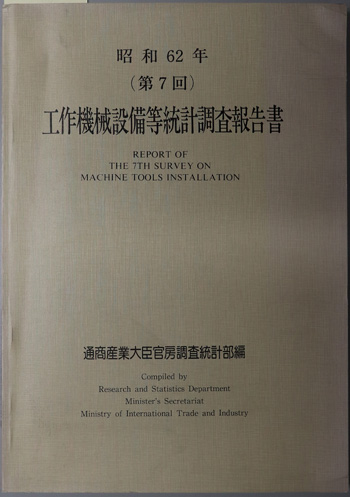 昭和62年
(第7回)
工作機械設備等統計調査報告書
REPORT OF
THE 7TH SURVEY ON
MACHINE TOOLS INSTALLATION
通商産業大臣官房調査統計部編
Compiled by
Research and Statistics Department
Minister's Secretariat
Ministry of International Trade and Industry